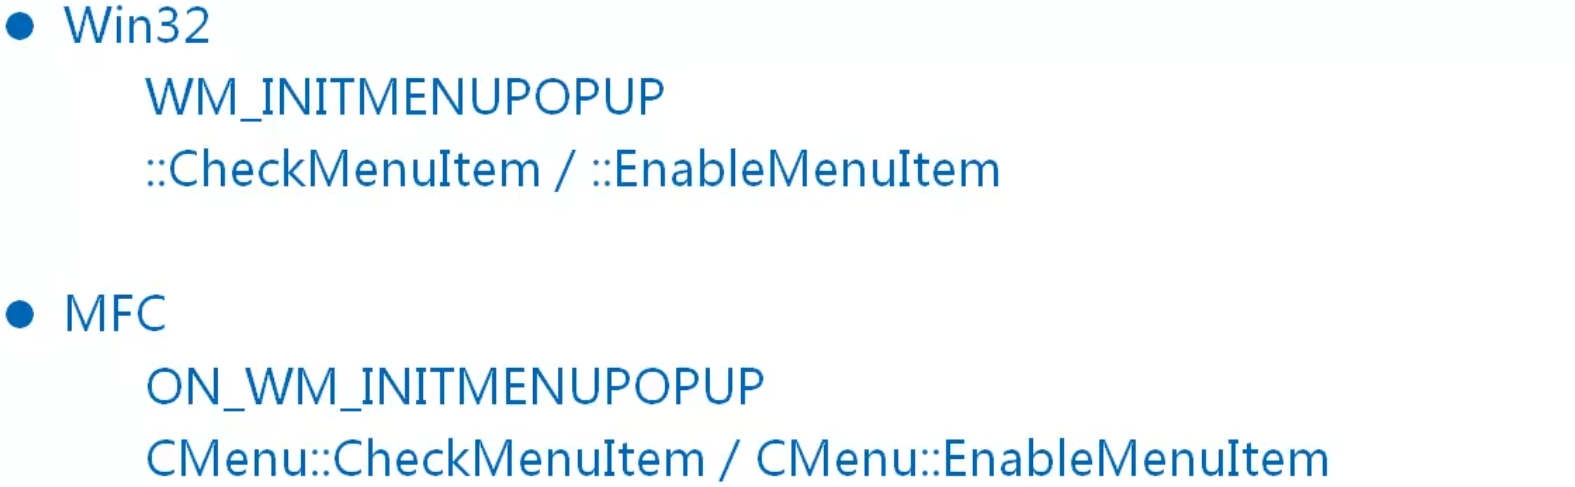 ● Win32
WM_INITMENUPOPUP
::CheckMenuItem / ::EnableMenuItem
● MFC
ON_WM_INITMENUPOPUP
CMenu::CheckMenuItem / CMenu::EnableMenuItem